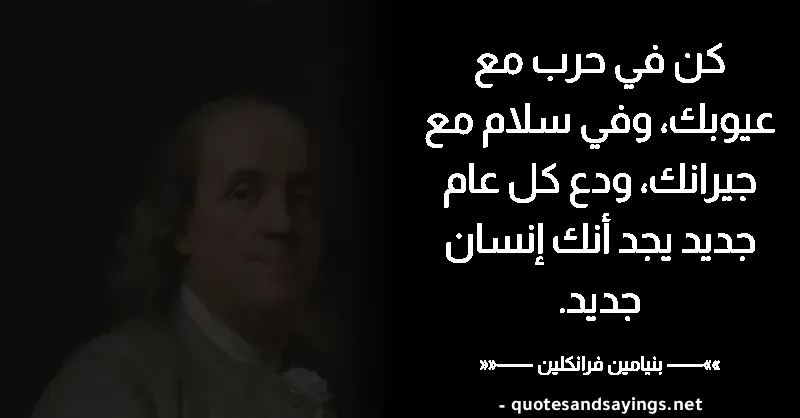 كن في حرب مع
عيوبك، وفي سلام مع
جيرانك، ودع كل عام
جديد يجد أنك إنسان
جديد.
»»—— بنيامين فرانكلين ——««
- quotesandsayings.net